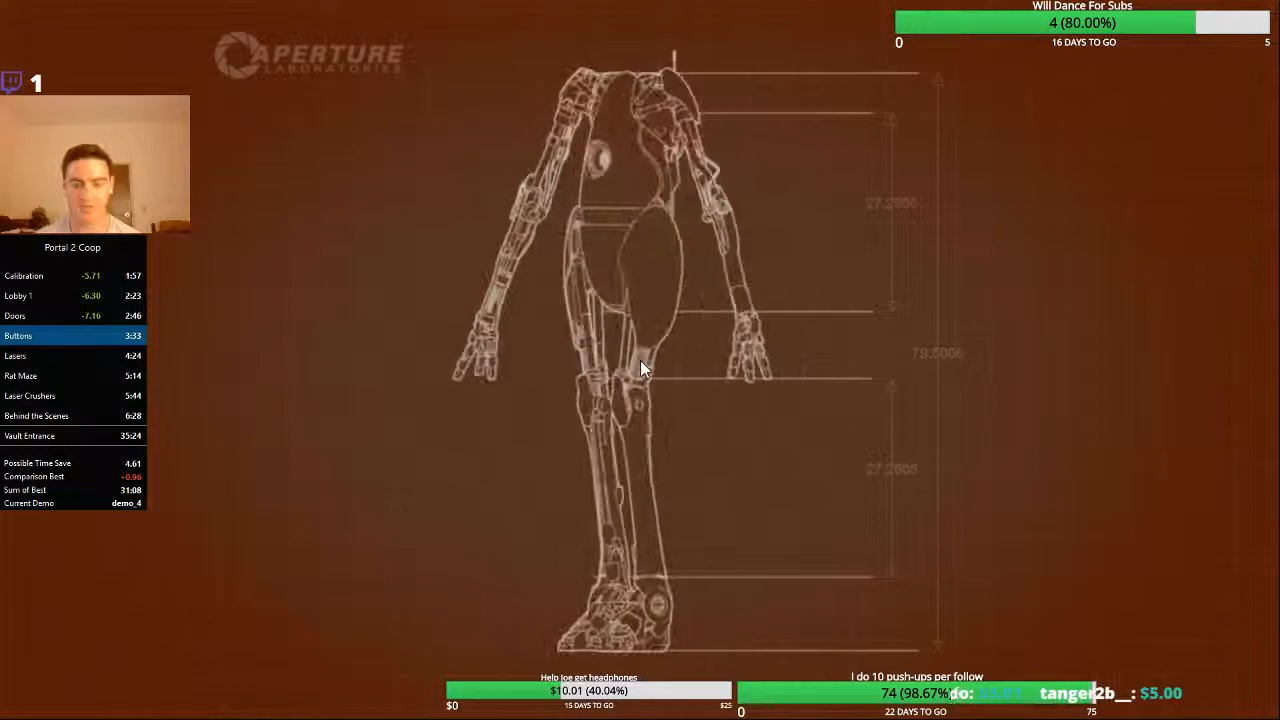 Will Dance For Subs
4 (80.00%)
0 16 DAYS TO GO 5
APERTURE
LABORATORIES
1
Portal 2 Coop
Calibration -5.71 1:57
Lobby 1 -6.30 2:23
Doors -7.16 2:46
Buttons 3:33
Lasers 4:24
Rat Maze 5:14
Laser Crushers 5:44
Behind the Scenes 6:28
Vault Entrance 35:24
Possible Time Save 4.61
Comparison Best +0.96
Sum of Best 31:08
Current Demo demo_4
Help Joe get headphones
$10.01 (40.04%)
$0 15 DAYS TO GO $25
I do 10 push-ups per follow
74 (98.67%)
do: tanger2b__: $5.00
0 22 DAYS TO GO 75